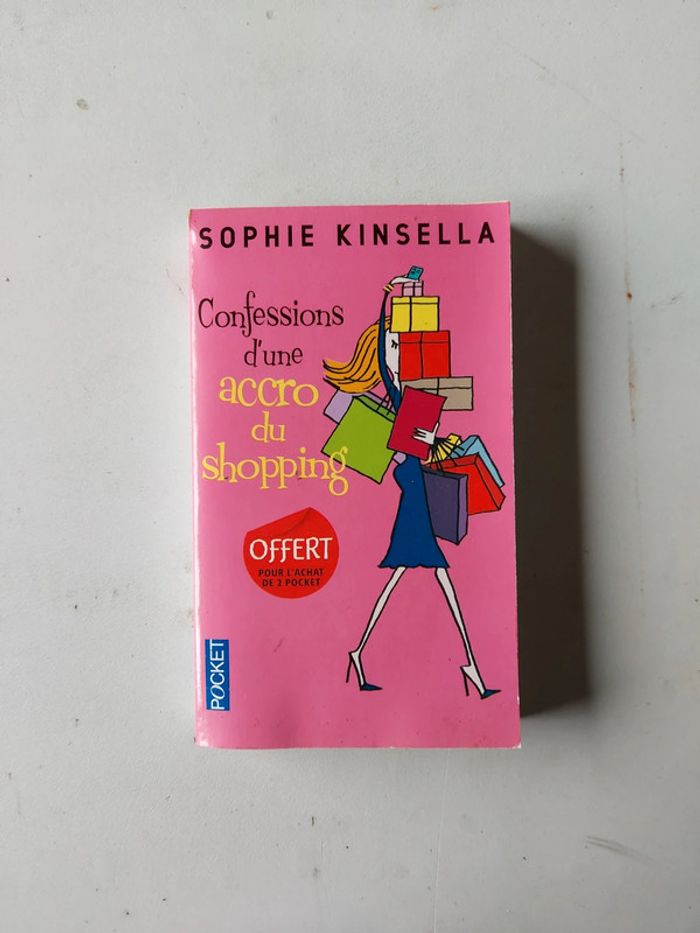 SOPHIE KINSELLA
Confessions
d'une
accro
du
shopping
OFFERT
POUR L'ACHAT
DE 2 POCKET
POCKET